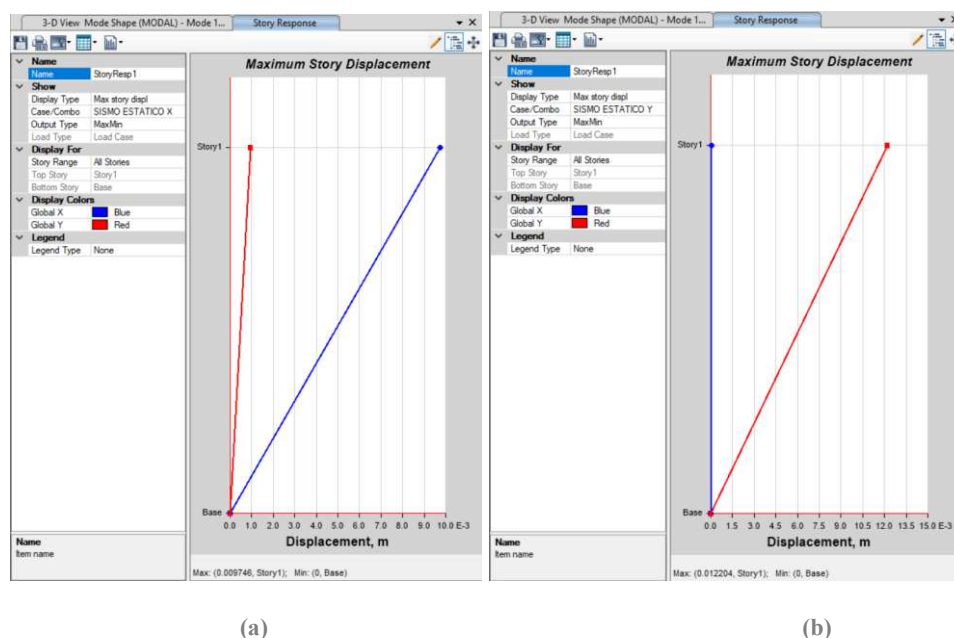 3-D View Mode Shape (MODAL) - Mode 1... Story Response
Name
Name StoryResp1
Show
Display Type Max story displ
Case/Combo SISMO ESTATICO X
Output Type MaxMin
Load Type Load Case
Display For
Story Range All Stories
Top Story Story1
Bottom Story Base
Display Colors
Global X Blue
Global Y Red
Legend
Legend Type None
Name
Item name
Maximum Story Displacement
Story1
Base
0.0 1.0 2.0 3.0 4.0 5.0 6.0 7.0 8.0 9.0 10.0 E-3
Displacement, m
Max: (0.009746, Story1); Min: (0, Base)
(a)
3-D View Mode Shape (MODAL) - Mode 1... Story Response
Name
Name StoryResp1
Show
Display Type Max story displ
Case/Combo SISMO ESTATICO Y
Output Type MaxMin
Load Type Load Case
Display For
Story Range All Stories
Top Story Story1
Bottom Story Base
Display Colors
Global X Blue
Global Y Red
Legend
Legend Type None
Name
Item name
Maximum Story Displacement
Story1
Base
0.0 1.5 3.0 4.5 6.0 7.5 9.0 10.5 12.0 13.5 15.0 E-3
Displacement, m
Max: (0.012204, Story1); Min: (0, Base)
(b)